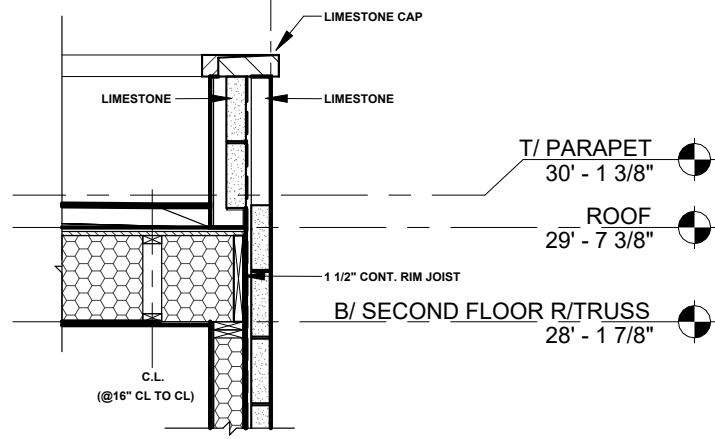 LIMESTONE CAP
LIMESTONE
LIMESTONE
T/ PARAPET
30' - 1 3/8"
ROOF
29' - 7 3/8"
1 1/2" CONT. RIM JOIST
B/ SECOND FLOOR R/TRUSS
28' - 1 7/8"
C.L.
(@16" CL TO CL)